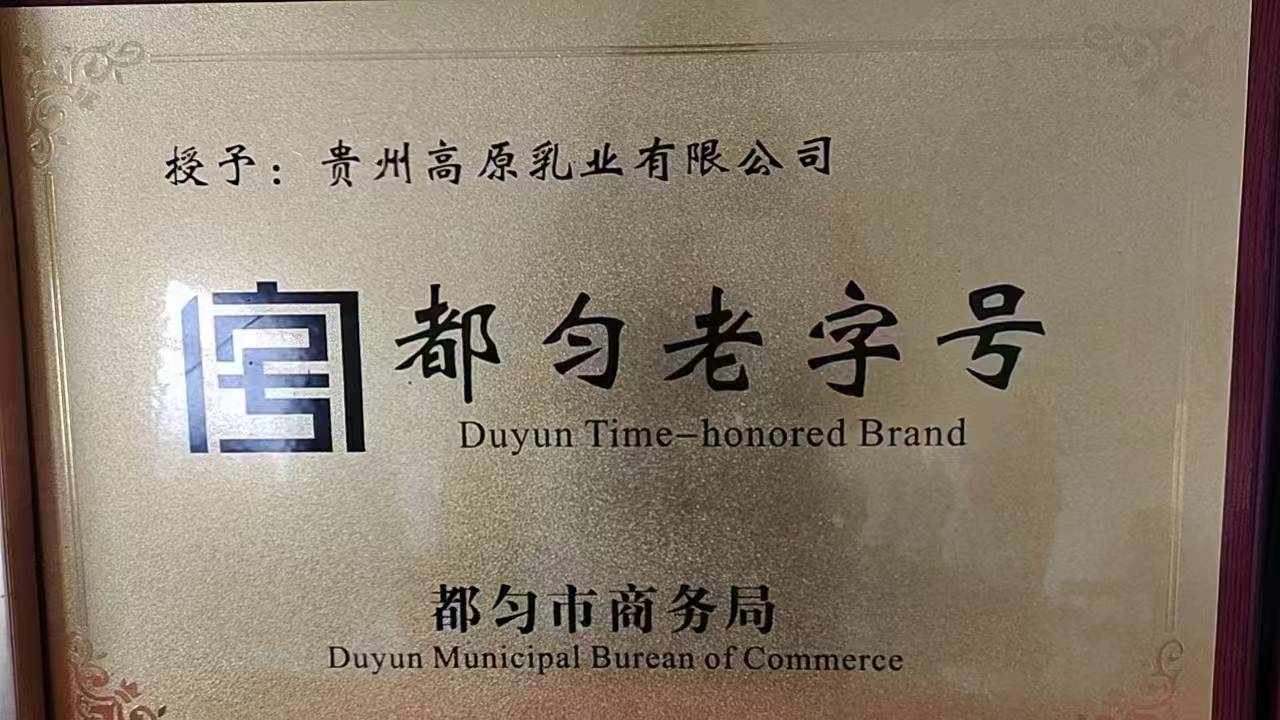 授予：贵州高原乳业有限公司
都匀老字号
Duyun Time-honored Brand
都匀市商务局
Duyun Municipal Burean of Commerce